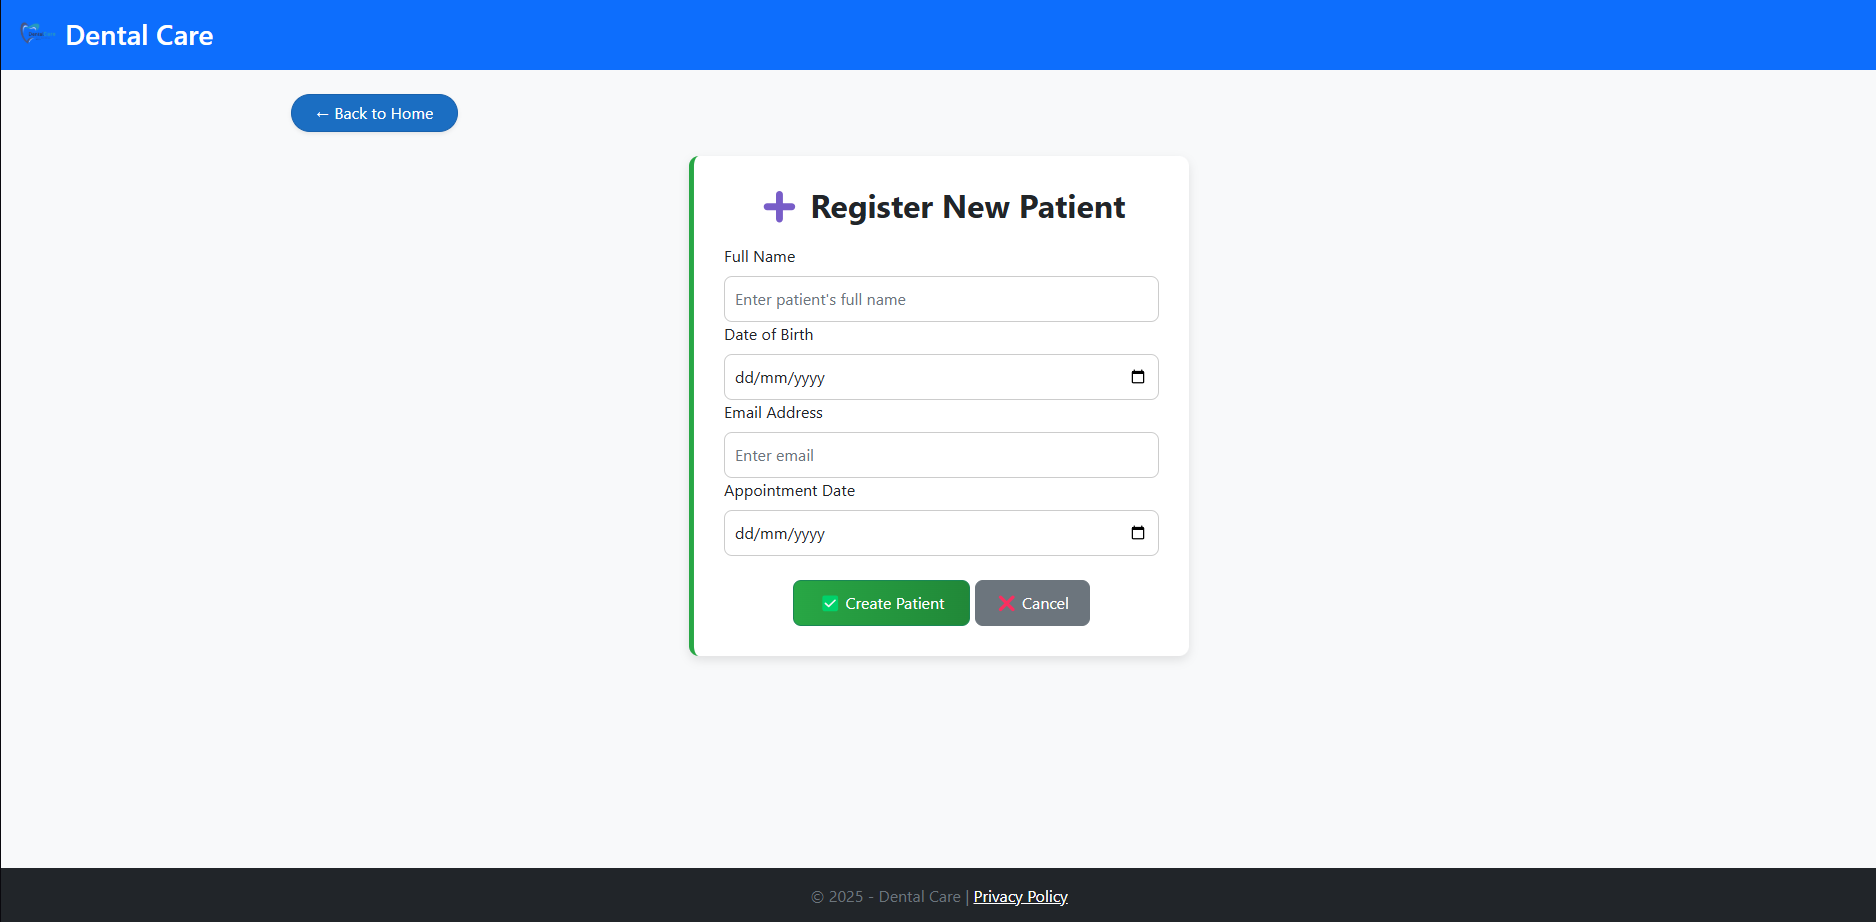 Dental Care
← Back to Home
Register New Patient
Full Name
Enter patient's full name
Date of Birth
dd/mm/yyyy
Email Address
Enter email
Appointment Date
dd/mm/yyyy
Create Patient
Cancel
© 2025 - Dental Care | Privacy Policy